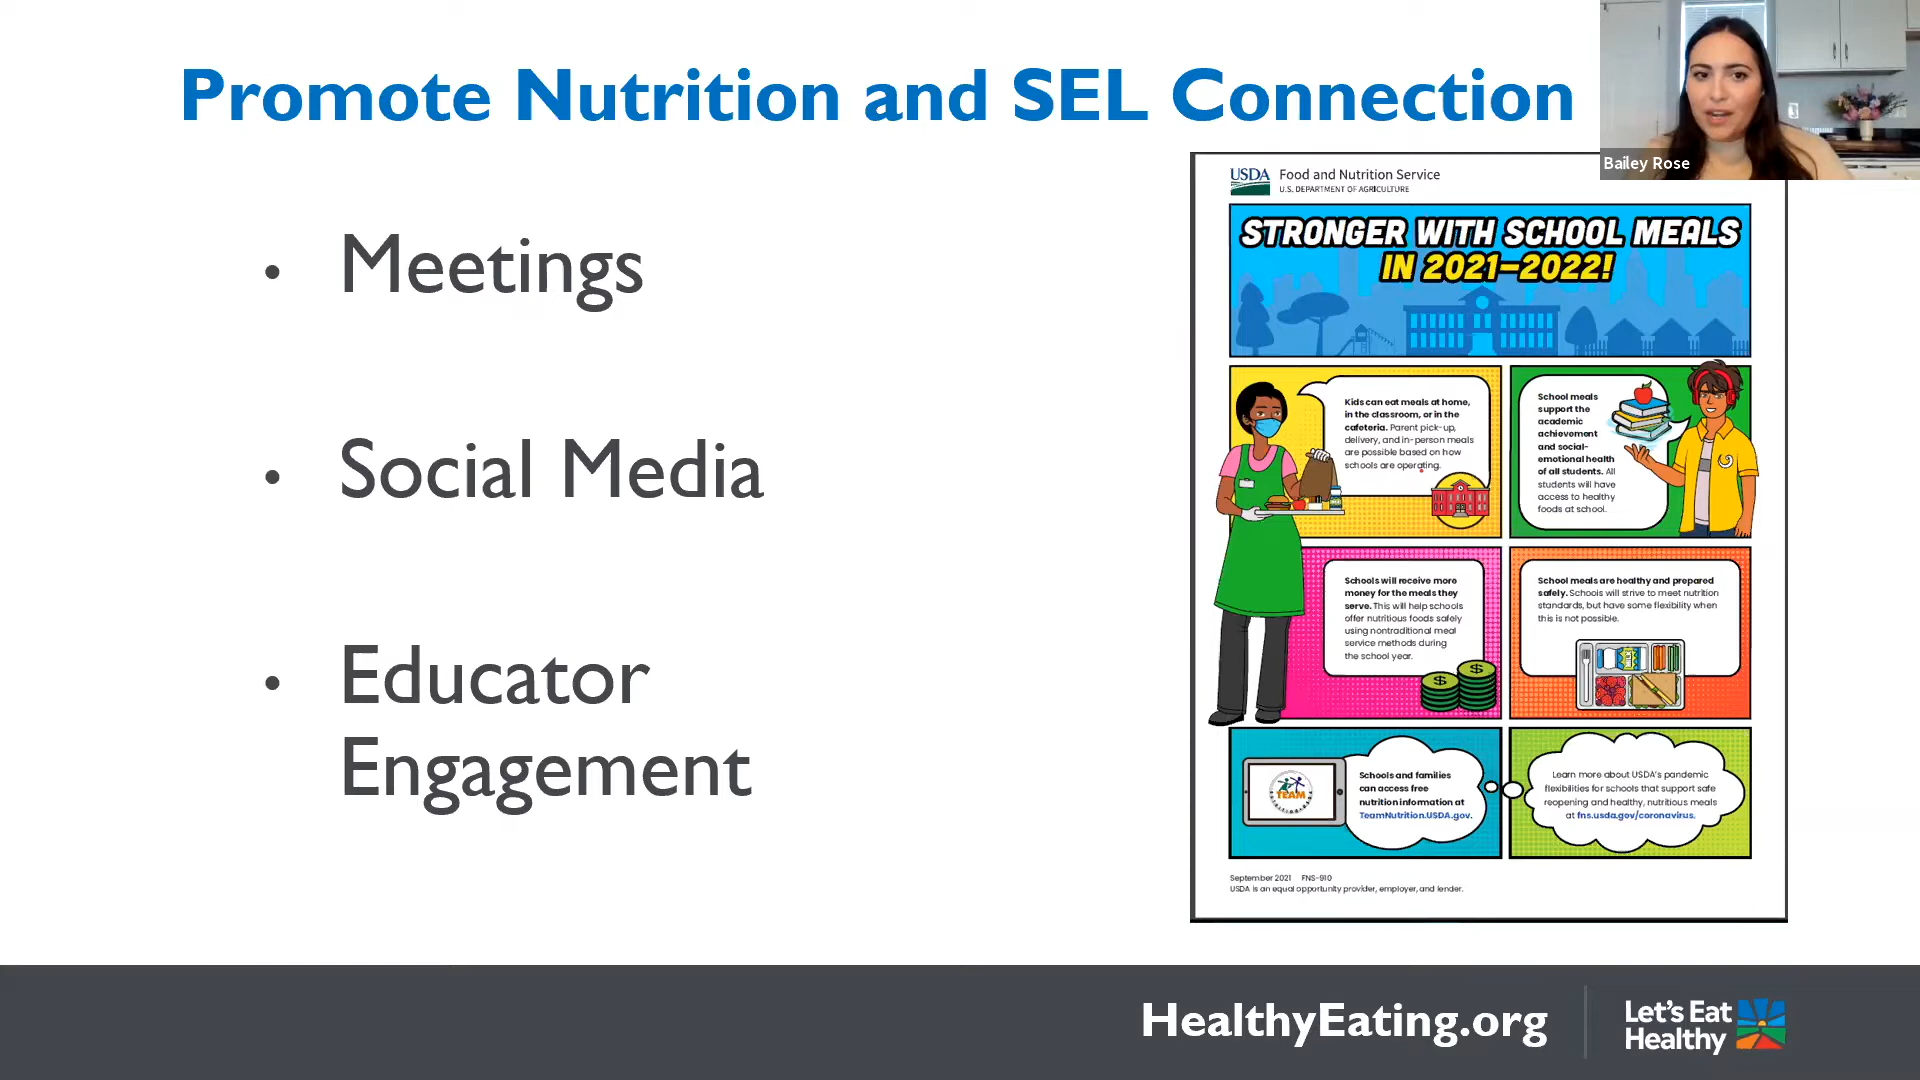 Promote Nutrition and SEL Connection
Bailey Rose
• Meetings
• Social Media
• Educator
Engagement
USDA Food and Nutrition Service
U.S. DEPARTMENT OF AGRICULTURE
STRONGER WITH SCHOOL MEALS
IN 2021–2022!
Kids can eat meals at home,
in the classroom, or in the
cafeteria. Parent pick-up,
delivery, and in-person meals
are possible based on how
schools are operating.
School meals
support the
academic
achievement
and social-
emotional health
of all students. All
students will have
access to healthy
foods at school.
Schools will receive more
money for the meals they
serve. This will help schools
offer nutritious foods safely
using nontraditional meal
service methods during
the school year.
$ $
School meals are healthy and prepared
safely. Schools will strive to meet nutrition
standards, but have some flexibility when
this is not possible.
MILK
TEAM
Schools and families
can access free
nutrition information at
TeamNutrition.USDA.gov.
Learn more about USDA's pandemic
flexibilities for schools that support safe
reopening and healthy, nutritious meals
at fns.usda.gov/coronavirus.
September 2021 FNS-910
USDA is an equal opportunity provider, employer, and lender.
HealthyEating.org
Let's Eat
Healthy